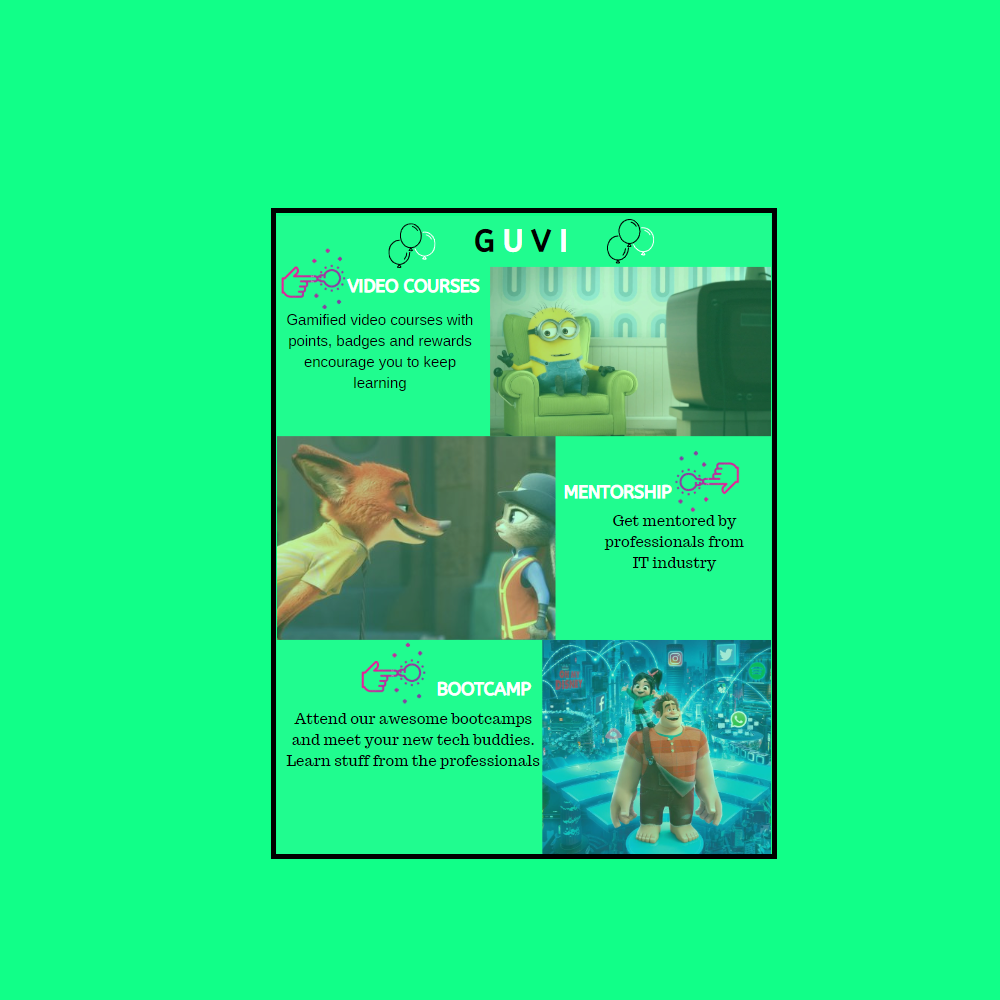 GUVI
VIDEO COURSES
Gamified video courses with
points, badges and rewards
encourage you to keep
learning
MENTORSHIP
Get mentored by
professionals from
IT industry
BOOTCAMP
Attend our awesome bootcamps
and meet your new tech buddies.
Learn stuff from the professionals